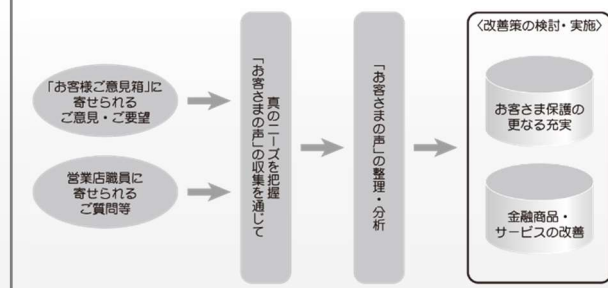 「お客様ご意見箱」に
寄せられる
ご意見・ご要望
営業店職員に
寄せられる
ご質問等
「お客さまの声」の収集を通じて
真のニーズを把握
「お客さまの声」の整理・分析
〈改善策の検討・実施〉
お客さま保護の
更なる充実
金融商品・
サービスの改善